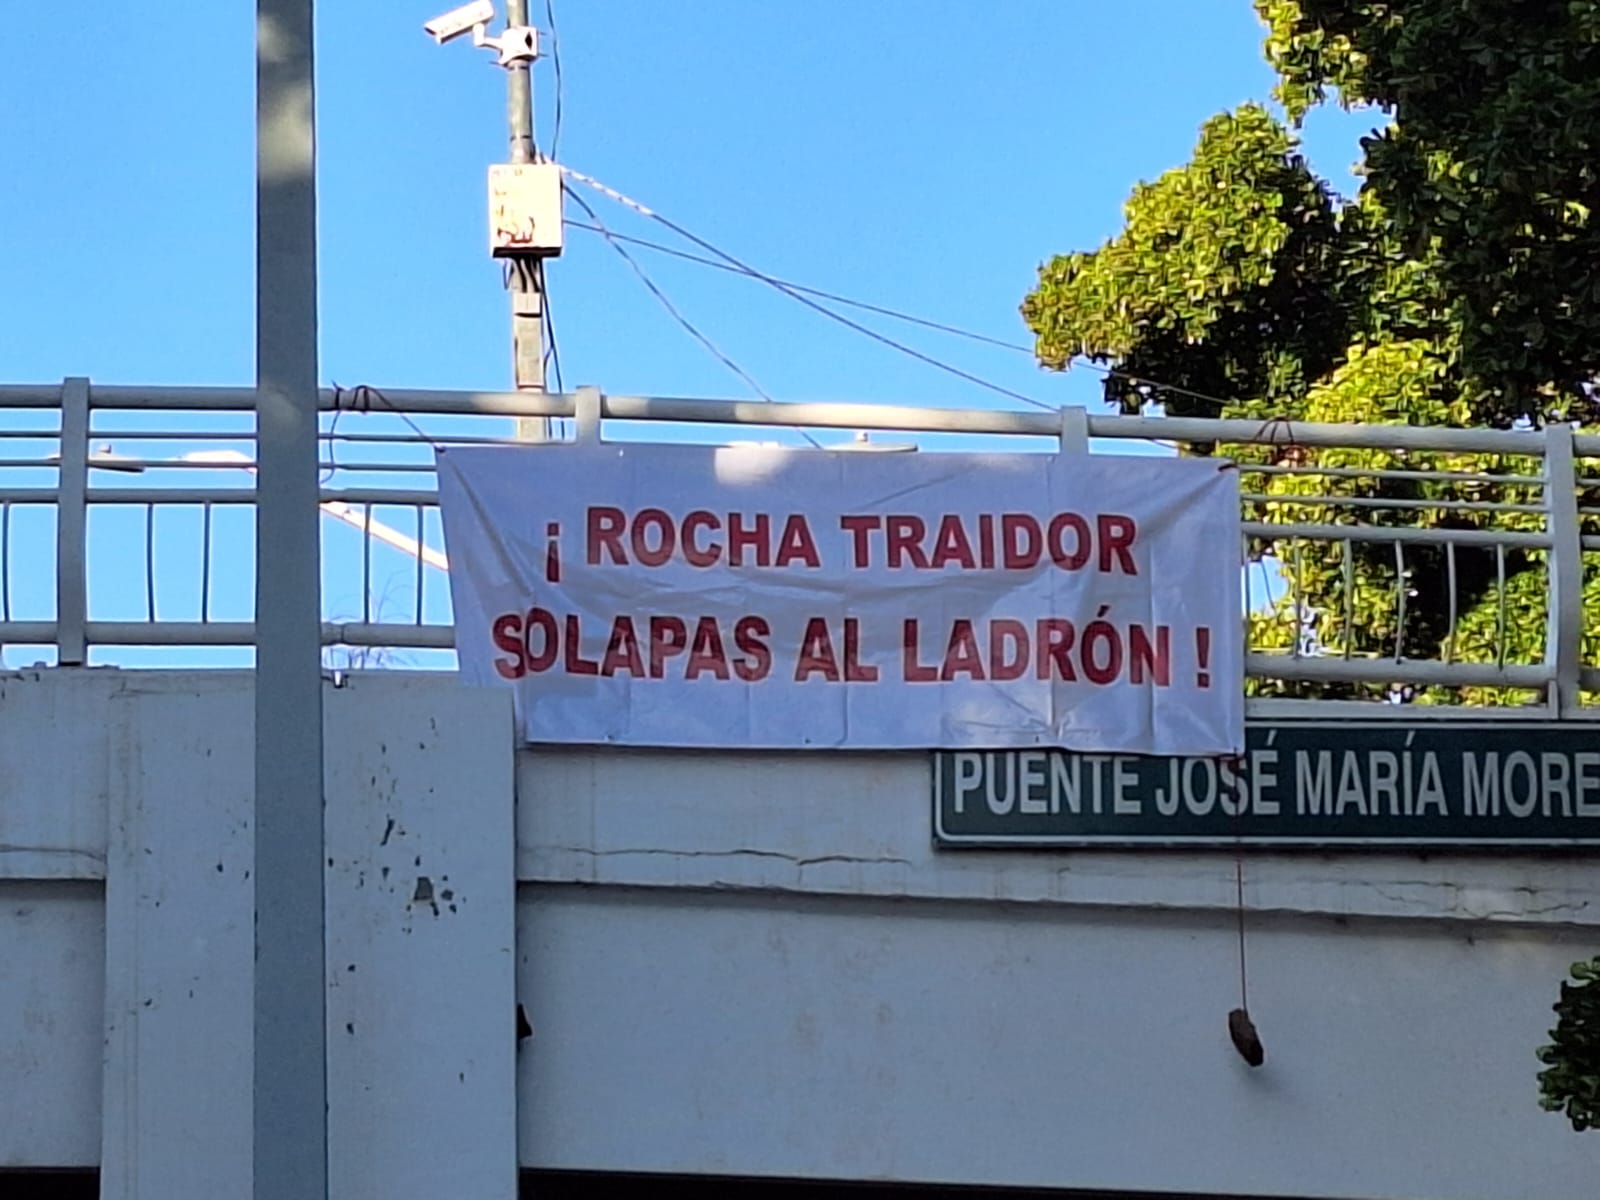 ¡ ROCHA TRAIDOR
SOLAPAS AL LADRÓN !
PUENTE JOSÉ MARÍA MORE